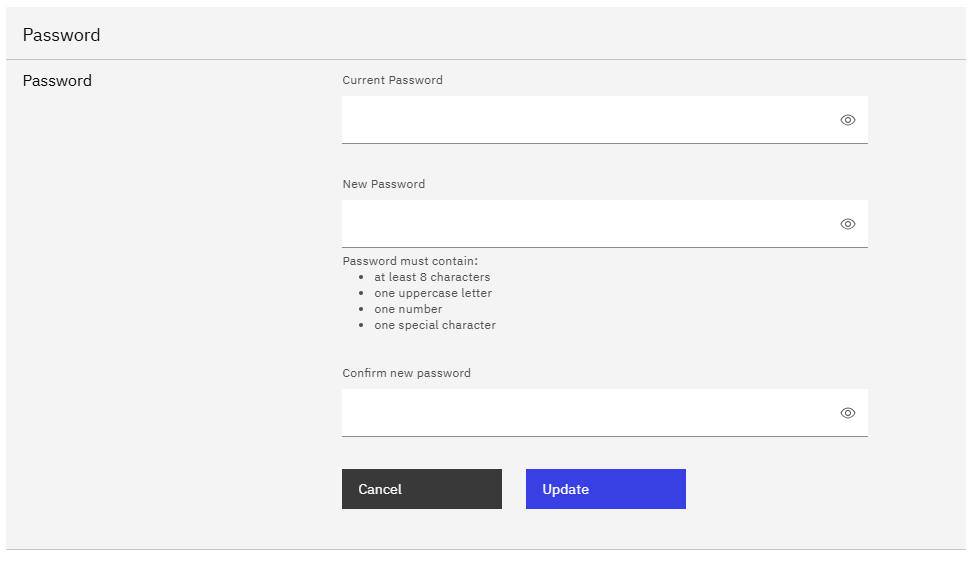 Password
Password
Current Password
New Password
Password must contain:
at least 8 characters
one uppercase letter
one number
one special character
Confirm new password
Cancel
Update